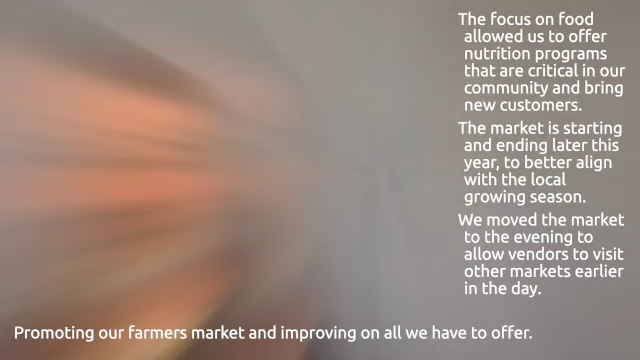 The focus on food
allowed us to offer
nutrition programs
that are critical in our
community and bring
new customers.
The market is starting
and ending later this
year, to better align
with the local
growing season.
We moved the market
to the evening to
allow vendors to visit
other markets earlier
in the day.
Promoting our farmers market and improving on all we have to offer.